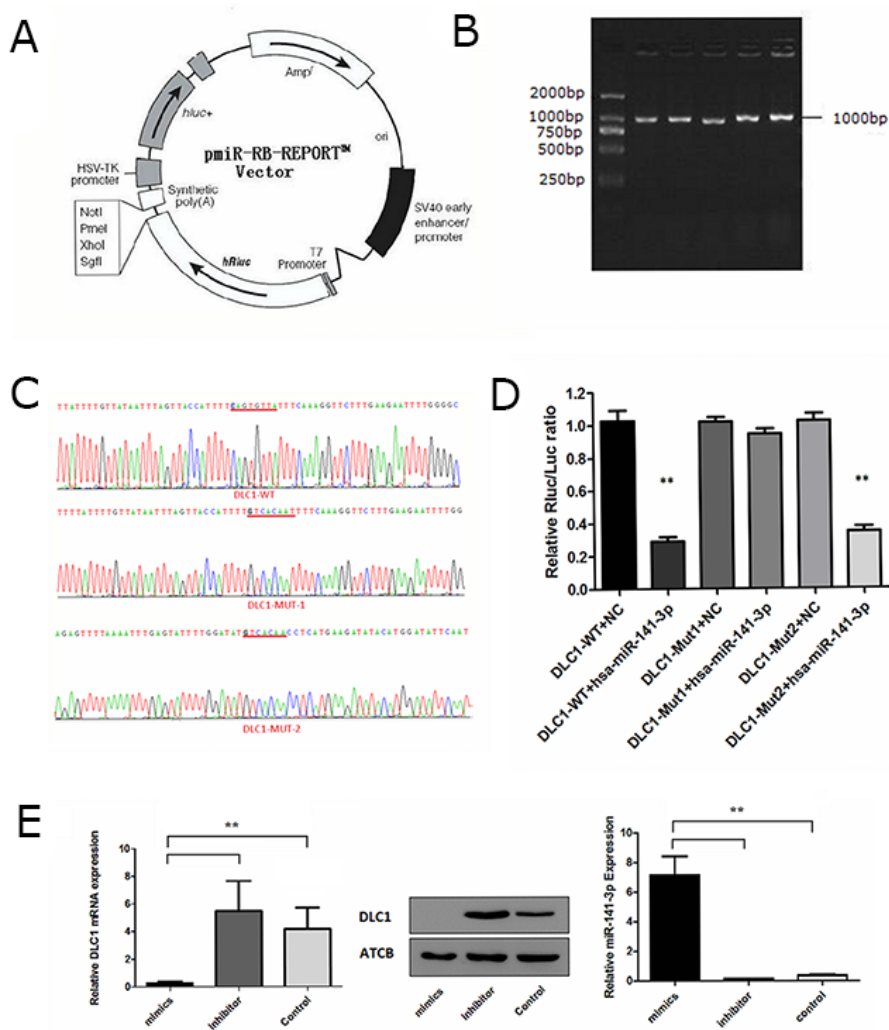 A
Ampr
hluc+
ori
pmiR-RB-REPORT™
Vector
HSV-TK
promoter
Synthetic
poly(A)
NotI
PmeI
XhoI
SgfI
SV40 early
enhancer/
promoter
T7
Promoter
hRluc
B
2000bp
1000bp
750bp
500bp
250bp
1000bp
C
TTATTTTGTTATAATTTAGTTACCATTTTCAGTGTTATTTCAAAGGTTCTTTGAAGAATTTTGGGGC
DLC1-WT
TTTTATTTTGTTATAATTTAGTTACCATTTTGTCACAATTTTCAAAGGTTCTTTGAAGAATTTTGG
DLC1-MUT-1
AGAGTTTTAAAATTTGAGTATTTTGGATATGTCACAACCTCATGAAGATATACATGGATATTCAAT
DLC1-MUT-2
D
Relative Rluc/Luc ratio
1.2
1.0
0.8
0.6
0.4
0.2
0.0
**
**
DLC1-WT+NC
DLC1-WT+hsa-miR-141-3p
DLC1-Mut1+NC
DLC1-Mut1+hsa-miR-141-3p
DLC1-Mut2+NC
DLC1-Mut2+hsa-miR-141-3p
E
Relative DLC1 mRNA expression
10
8
6
4
2
0
**
mimics
inhibitor
Control
DLC1
ATCB
mimics
inhibitor
Control
Relative miR-141-3p Expression
10
8
6
4
2
0
**
mimics
inhibitor
control